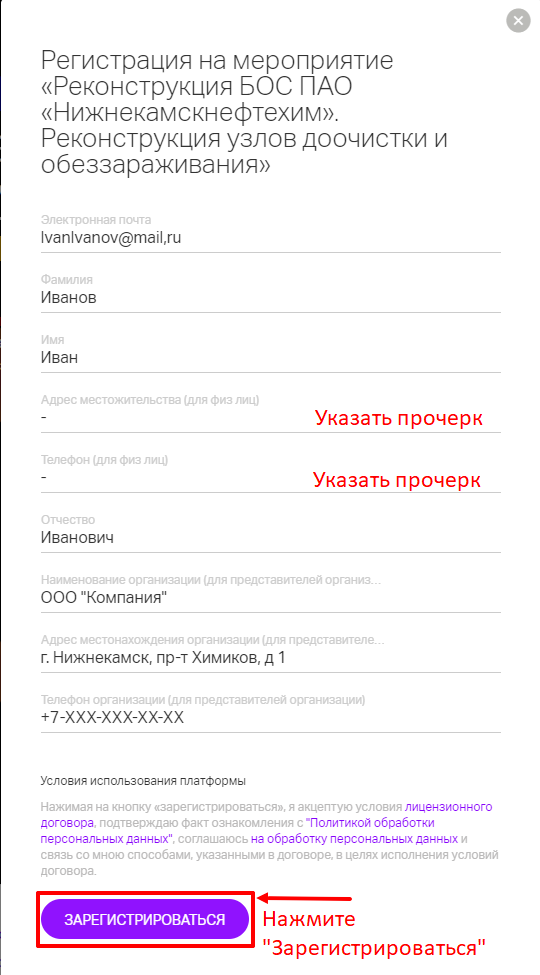 Регистрация на мероприятие
«Реконструкция БОС ПАО
«Нижнекамскнефтехим».
Реконструкция узлов доочистки и
обеззараживания»
Электронная почта
IvanIvanov@mail,ru
Фамилия
Иванов
Имя
Иван
Адрес местожительства (для физ лиц)
-
Указать прочерк
Телефон (для физ лиц)
-
Указать прочерк
Отчество
Иванович
Наименование организации (для представителей организ...
ООО "Компания"
Адрес местонахождения организации (для представителе...
г. Нижнекамск, пр-т Химиков, д 1
Телефон организации (для представителей организации)
+7-XXX-XXX-XX-XX
Условия использования платформы
Нажимая на кнопку «зарегистрироваться», я акцептую условия лицензионного
договора, подтверждаю факт ознакомления с "Политикой обработки
персональных данных", соглашаюсь на обработку персональных данных и
связь со мною способами, указанными в договоре, в целях исполнения условий
договора.
ЗАРЕГИСТРИРОВАТЬСЯ
Нажмите
"Зарегистрироваться"